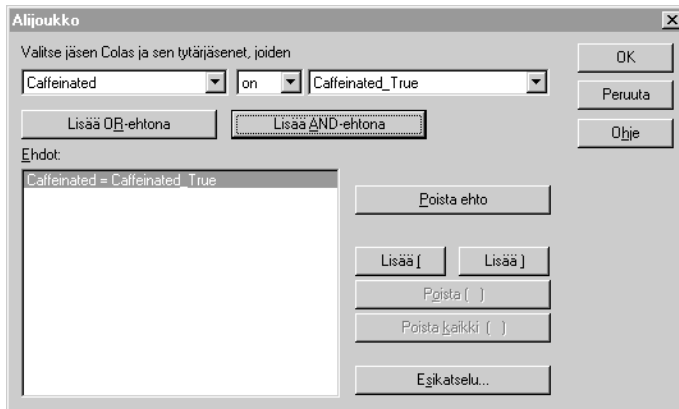 Alijoukko
Valitse jäsen Colas ja sen tytärjäsenet, joiden
OK
Caffeinated on Caffeinated_True
Peruuta
Lisää OR-ehtona Lisää AND-ehtona
Ohje
Ehdot:
Caffeinated = Caffeinated_True
Poista ehto
Lisää ( Lisää )
Poista ( )
Poista kaikki ( )
Esikatselu...